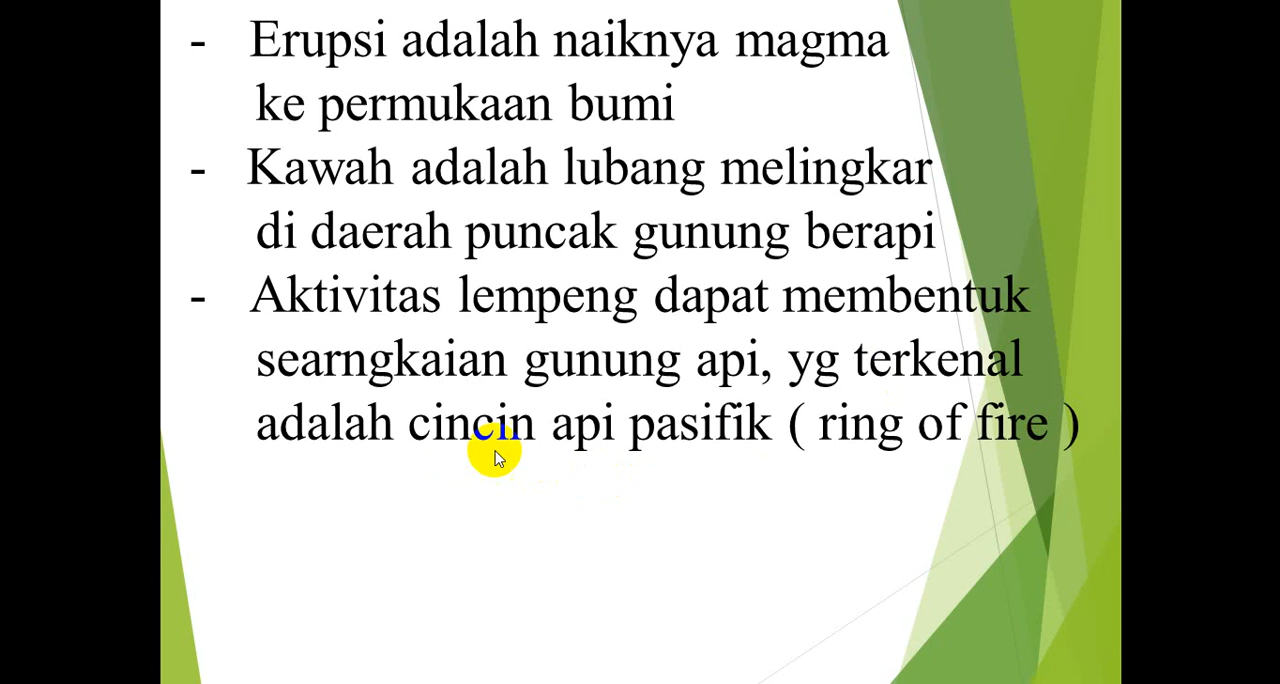 - Erupsi adalah naiknya magma
ke permukaan bumi
- Kawah adalah lubang melingkar
di daerah puncak gunung berapi
- Aktivitas lempeng dapat membentuk
searngkaian gunung api, yg terkenal
adalah cincin api pasifik ( ring of fire )